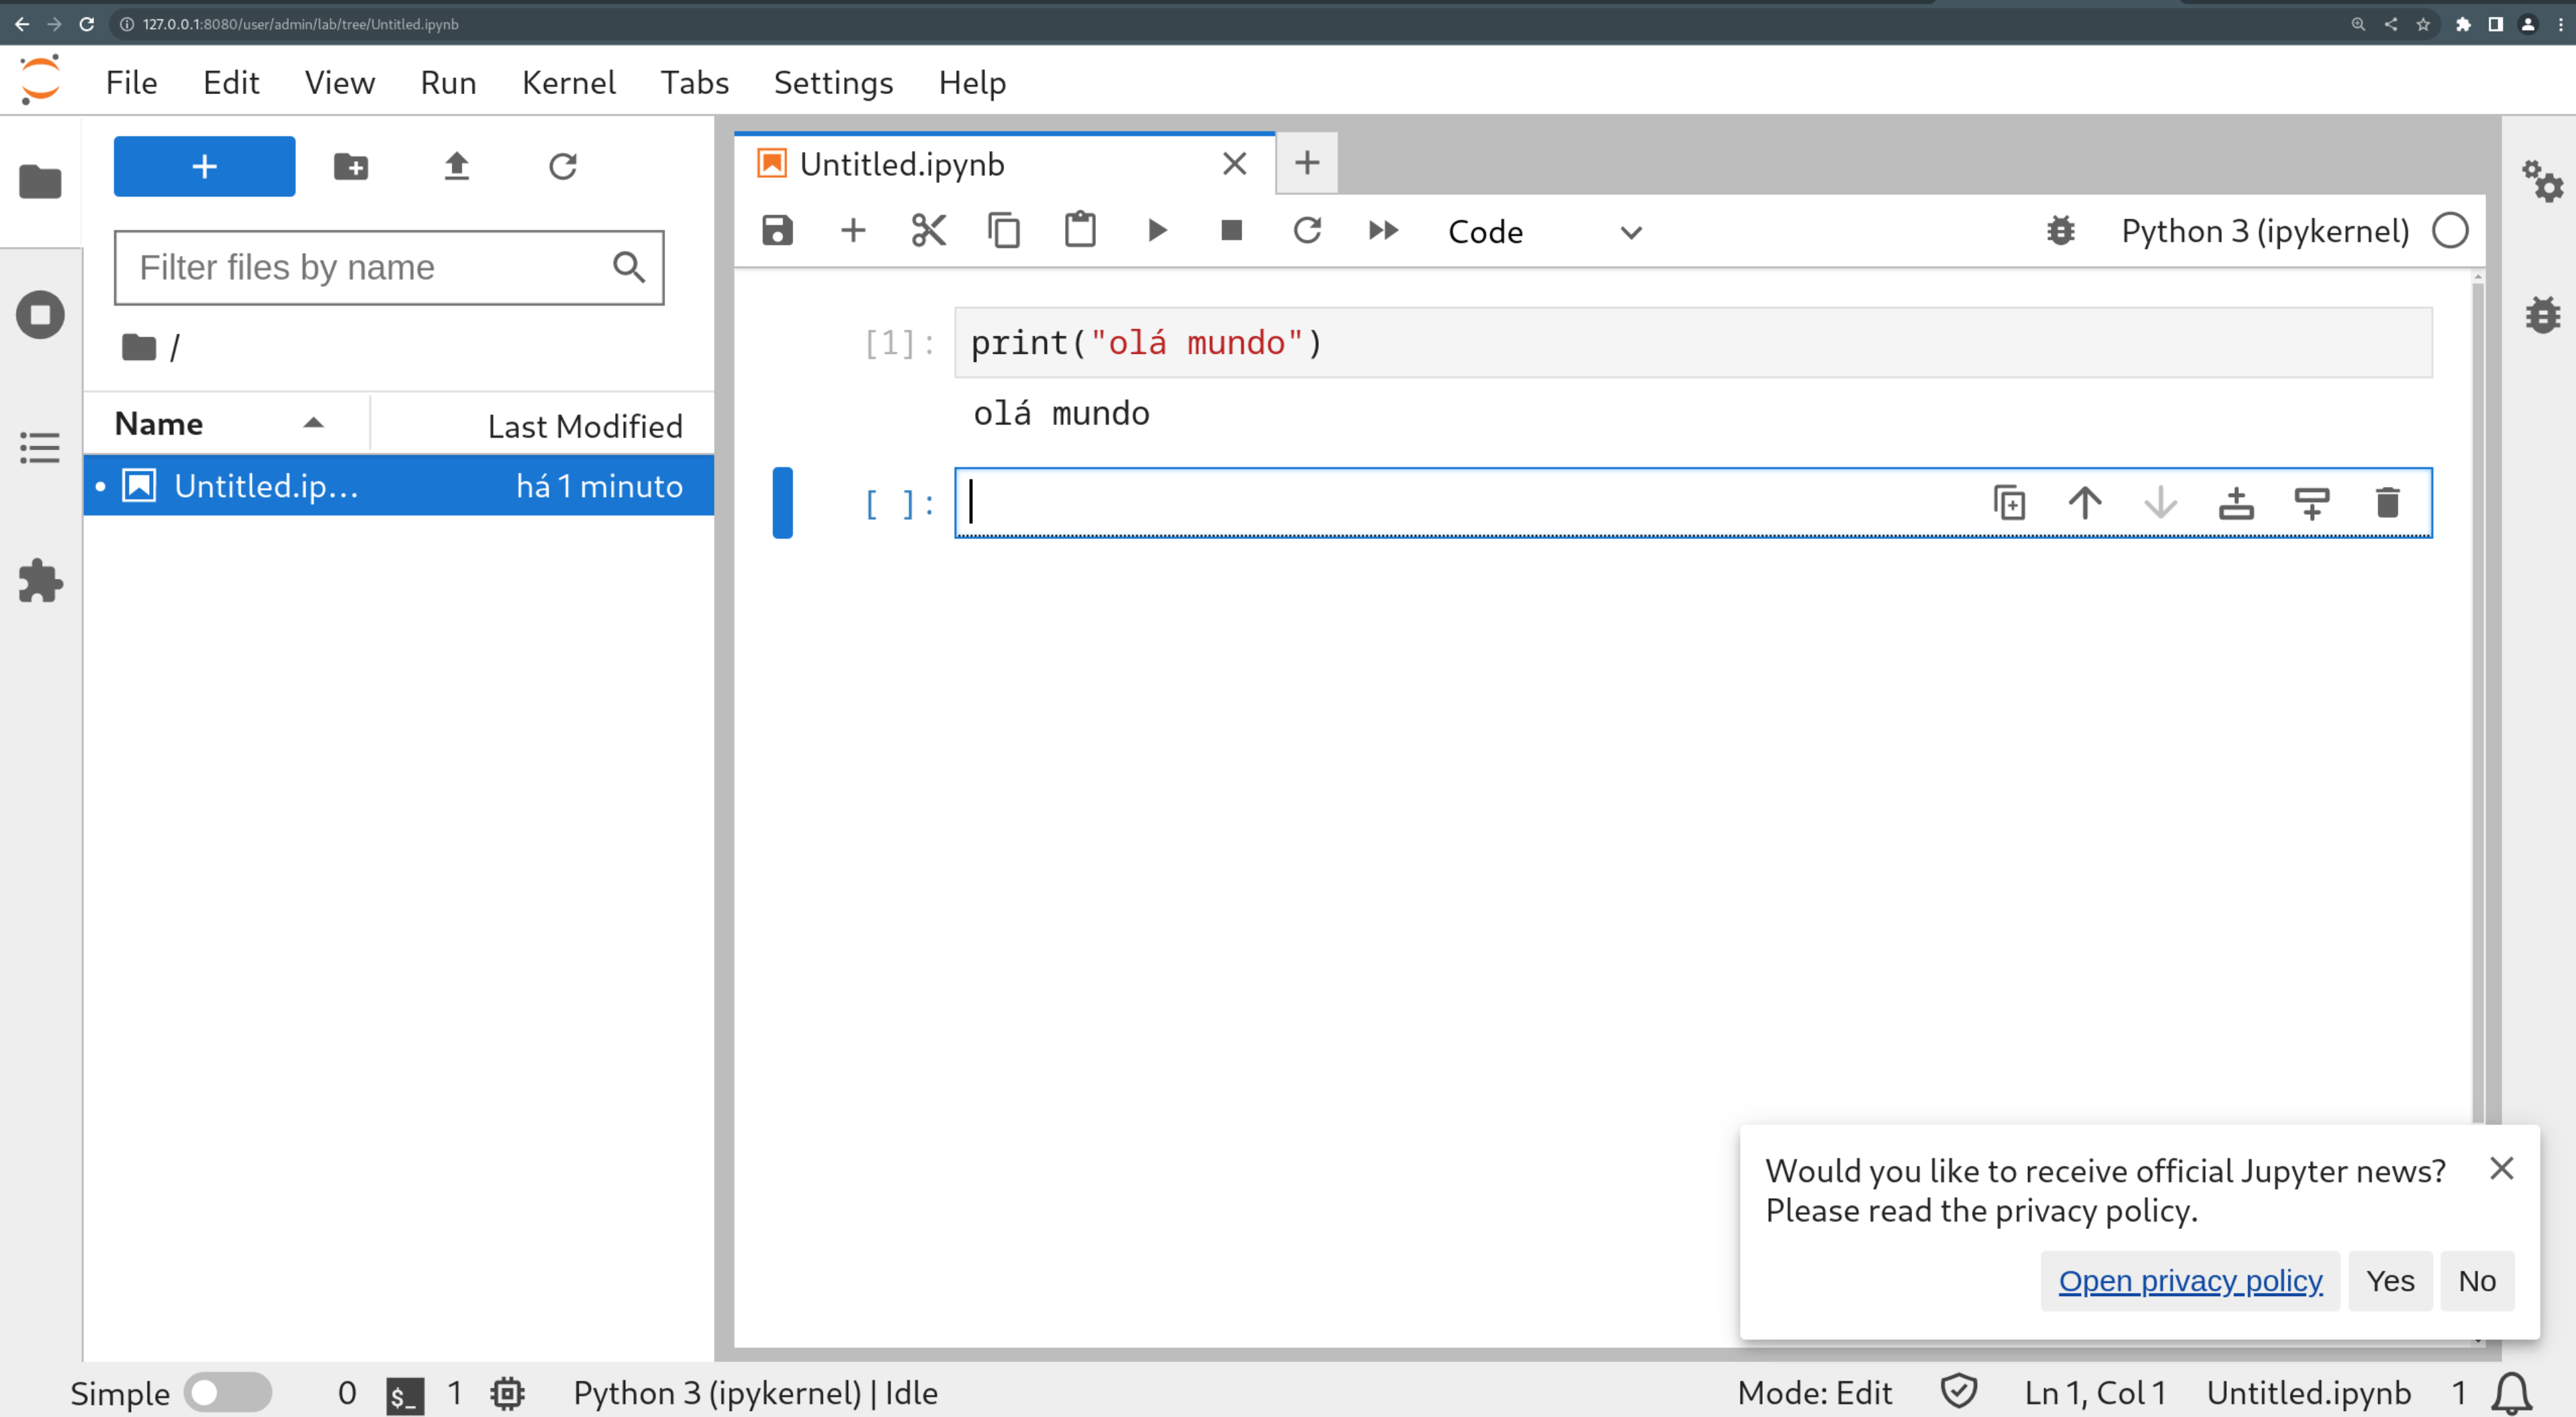 127.0.0.1:8080/user/admin/lab/tree/Untitled.ipynb
File Edit View Run Kernel Tabs Settings Help
Filter files by name
/
Name Last Modified
Untitled.ip... há 1 minuto
Untitled.ipynb
Code Python 3 (ipykernel)
[1]: print("olá mundo")
olá mundo
[ ]:
Would you like to receive official Jupyter news?
Please read the privacy policy.
Open privacy policy Yes No
Simple 0 $_ 1 Python 3 (ipykernel) | Idle Mode: Edit Ln 1, Col 1 Untitled.ipynb 1